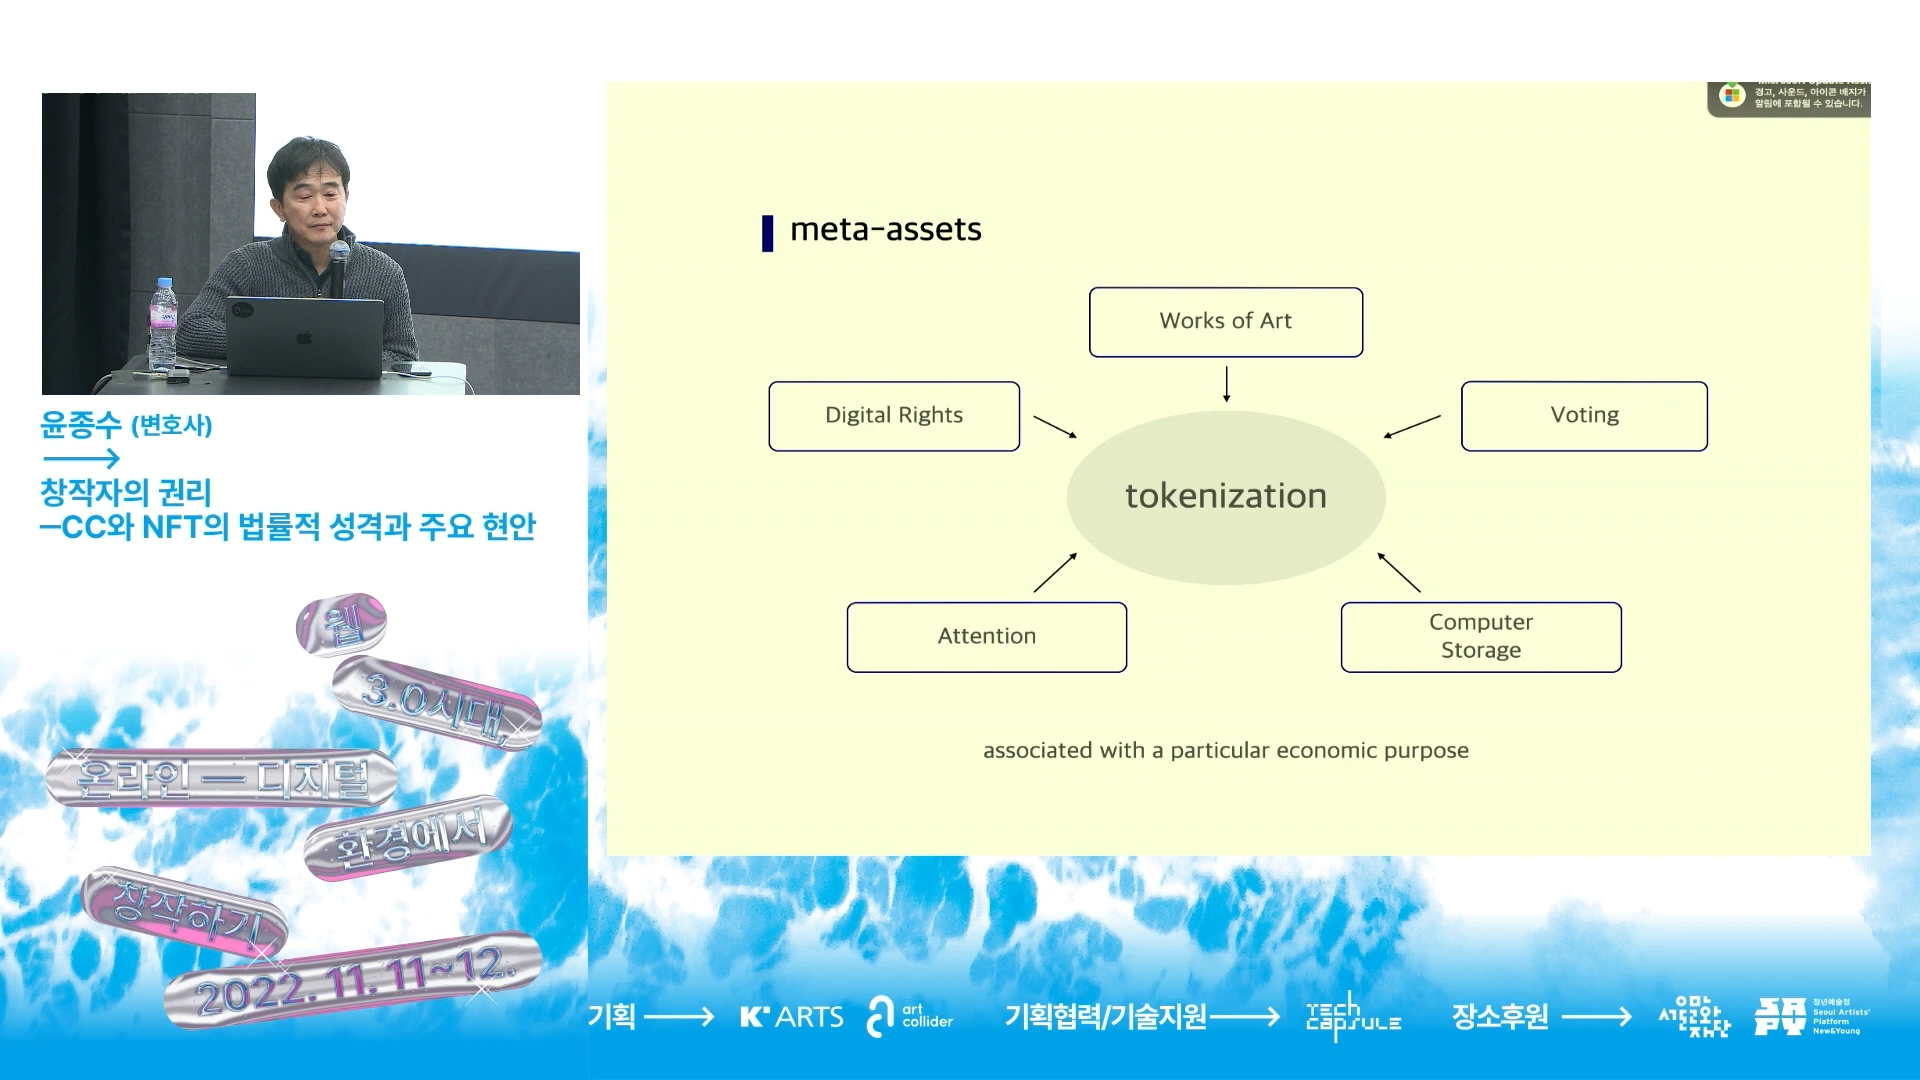 경고, 사운드, 아이콘 배지가
알림에 포함될 수 있습니다.
meta-assets
Works of Art
Digital Rights
Voting
tokenization
Attention
Computer
Storage
associated with a particular economic purpose
윤종수 (변호사)
창작자의 권리
—CC와 NFT의 법률적 성격과 주요 현안
웹
3.0시대,
온라인 — 디지털
환경에서
창작하기
2022. 11. 11~12.
기획
K' ARTS
art
collider
기획협력/기술지원
TECH
CAPSULE
장소후원
서울문화
재단
SAPY
청년예술청
Seoul Artists'
Platform
New&Young